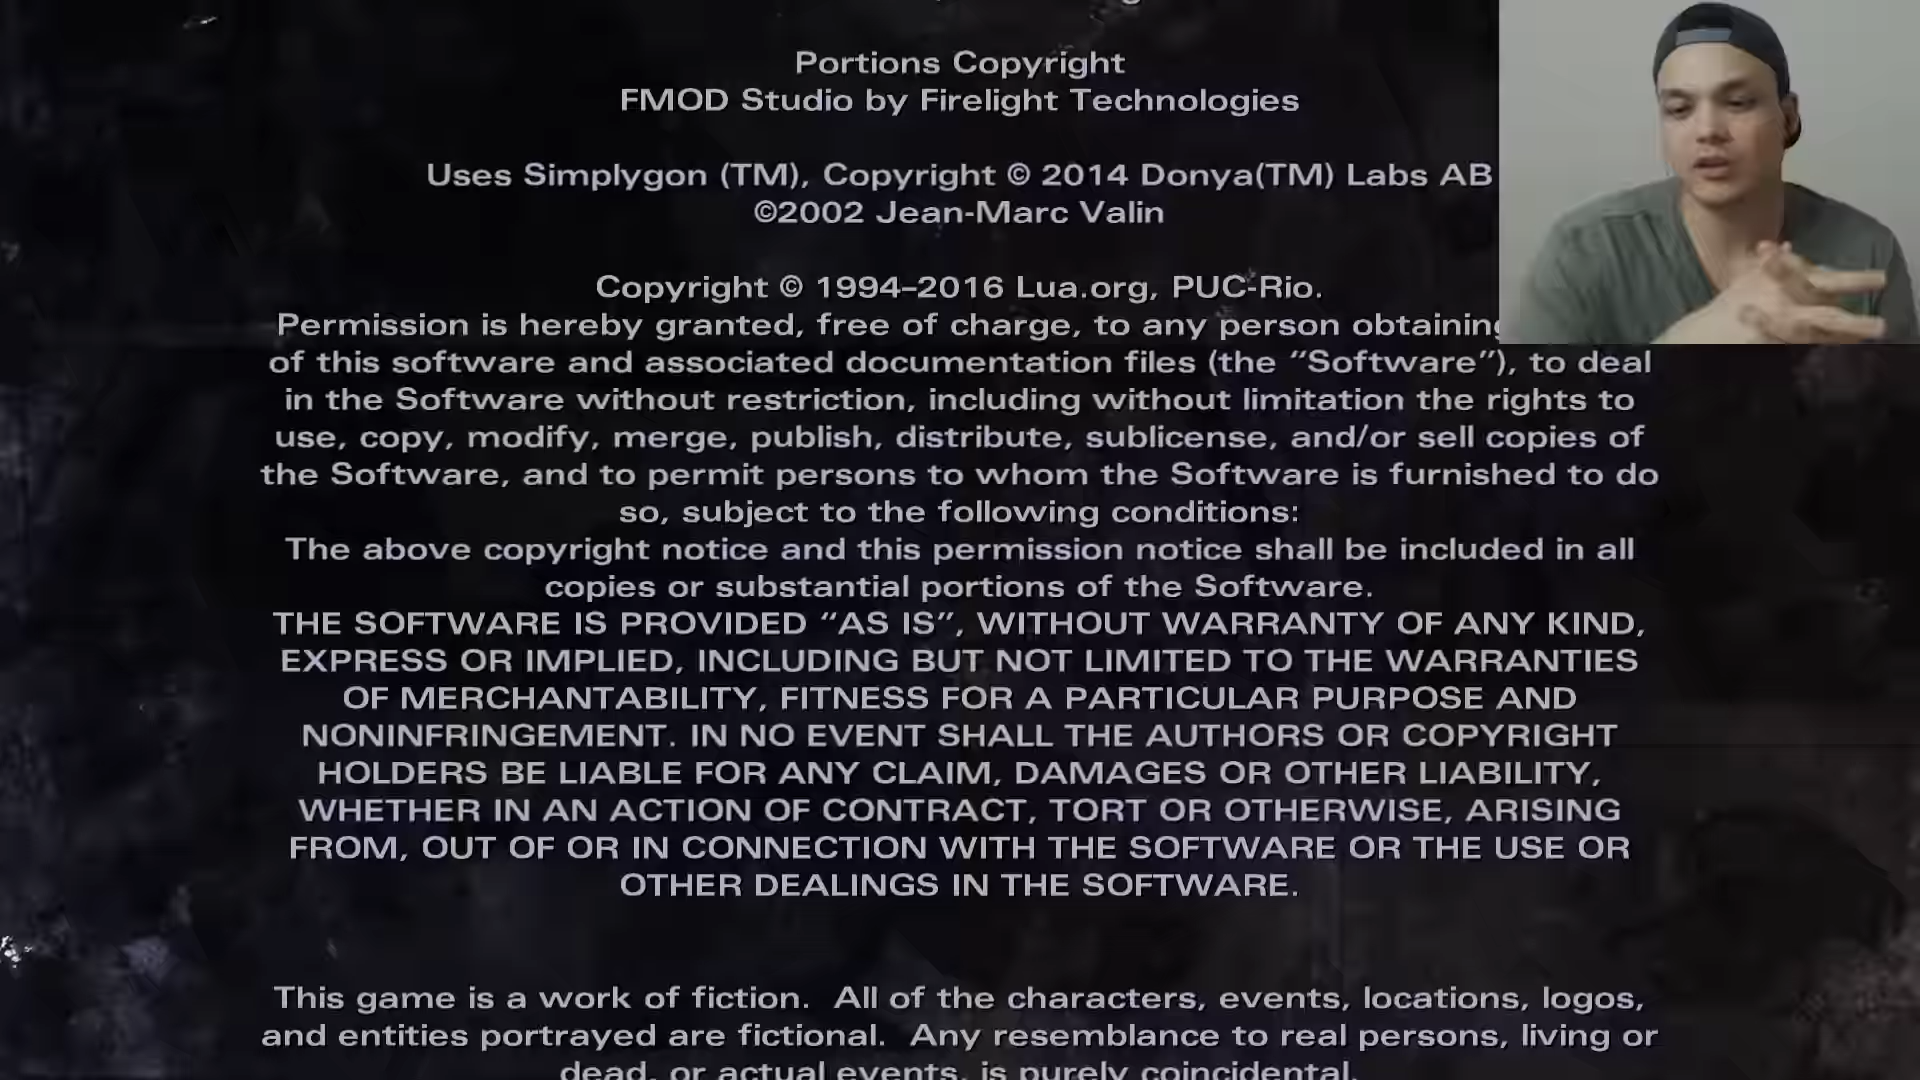 Portions Copyright
FMOD Studio by Firelight Technologies
Uses Simplygon (TM), Copyright © 2014 Donya(TM) Labs AB
©2002 Jean-Marc Valin
Copyright © 1994–2016 Lua.org, PUC-Rio.
Permission is hereby granted, free of charge, to any person obtaining
of this software and associated documentation files (the “Software”), to deal
in the Software without restriction, including without limitation the rights to
use, copy, modify, merge, publish, distribute, sublicense, and/or sell copies of
the Software, and to permit persons to whom the Software is furnished to do
so, subject to the following conditions:
The above copyright notice and this permission notice shall be included in all
copies or substantial portions of the Software.
THE SOFTWARE IS PROVIDED “AS IS”, WITHOUT WARRANTY OF ANY KIND,
EXPRESS OR IMPLIED, INCLUDING BUT NOT LIMITED TO THE WARRANTIES
OF MERCHANTABILITY, FITNESS FOR A PARTICULAR PURPOSE AND
NONINFRINGEMENT. IN NO EVENT SHALL THE AUTHORS OR COPYRIGHT
HOLDERS BE LIABLE FOR ANY CLAIM, DAMAGES OR OTHER LIABILITY,
WHETHER IN AN ACTION OF CONTRACT, TORT OR OTHERWISE, ARISING
FROM, OUT OF OR IN CONNECTION WITH THE SOFTWARE OR THE USE OR
OTHER DEALINGS IN THE SOFTWARE.
This game is a work of fiction. All of the characters, events, locations, logos,
and entities portrayed are fictional. Any resemblance to real persons, living or
dead, or actual events, is purely coincidental.